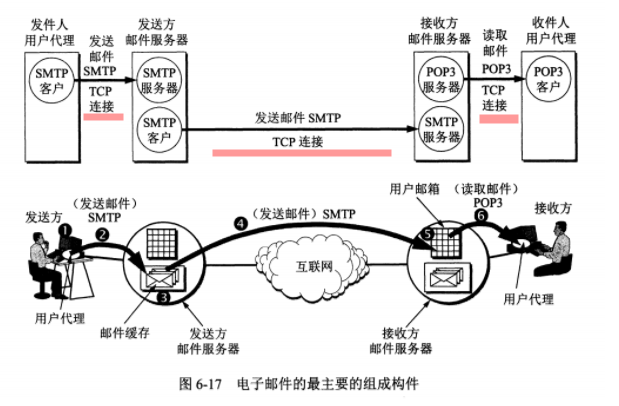 发件人
用户代理
发送方
邮件服务器
接收方
邮件服务器
收件人
用户代理
发送
邮件
SMTP
读取
邮件
POP3
SMTP
客户
SMTP
服务器
POP3
服务器
POP3
客户
TCP
连接
TCP
连接
SMTP
客户
发送邮件 SMTP
SMTP
服务器
TCP 连接
发送方
（发送邮件）
SMTP
❹
（发送邮件）SMTP
用户邮箱
（读取邮件）
POP3
接收方
❶
❷
❺
❻
互联网
❸
用户代理
邮件缓存
发送方
邮件服务器
接收方
邮件服务器
用户代理
图 6-17 电子邮件的最主要的组成构件